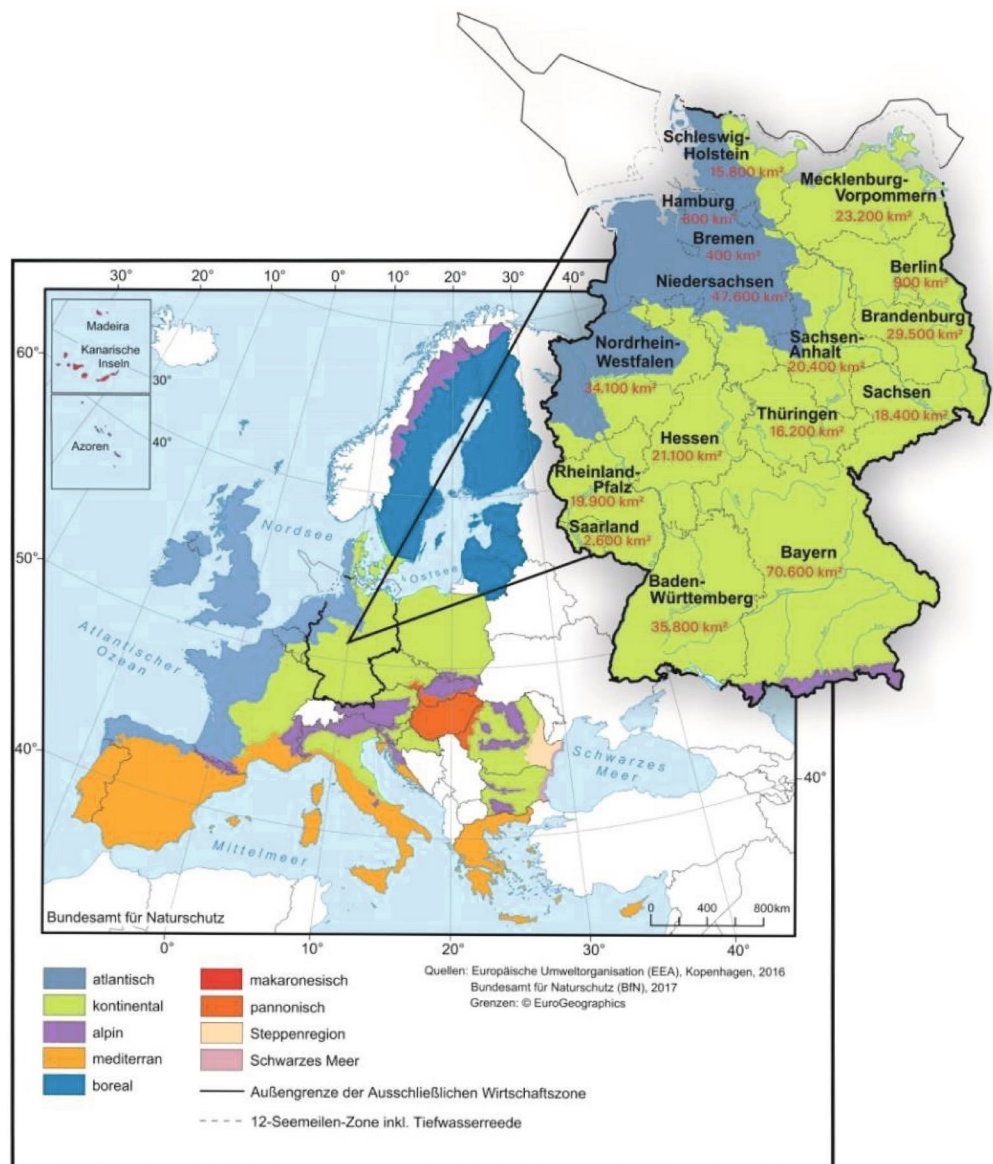 Schleswig-
Holstein
15.800 km²
Mecklenburg-
Vorpommern
23.200 km²
Hamburg
800 km²
Bremen
400 km²
Niedersachsen
47.600 km²
Berlin
900 km²
Brandenburg
29.500 km²
Nordrhein-
Westfalen
34.100 km²
Sachsen-
Anhalt
20.400 km²
Sachsen
18.400 km²
Thüringen
16.200 km²
Hessen
21.100 km²
Rheinland-
Pfalz
19.900 km²
Saarland
2.600 km²
Bayern
70.600 km²
Baden-
Württemberg
35.800 km²
30° 20° 10° 0° 10° 20° 30° 40°
Madeira
Kanarische
Inseln
30°
Azoren
40°
60°
50°
40°
Nordsee
Ostsee
Atlantischer
Ozean
Schwarzes
Meer
40°
Mittelmeer
Bundesamt für Naturschutz
0 400 800km
0° 10° 20° 30° 40°
atlantisch
kontinental
alpin
mediterran
boreal
makaronesisch
pannonisch
Steppenregion
Schwarzes Meer
Außengrenze der Ausschließlichen Wirtschaftszone
12-Seemeilen-Zone inkl. Tiefwasserreede
Quellen: Europäische Umweltorganisation (EEA), Kopenhagen, 2016
Bundesamt für Naturschutz (BfN), 2017
Grenzen: © EuroGeographics